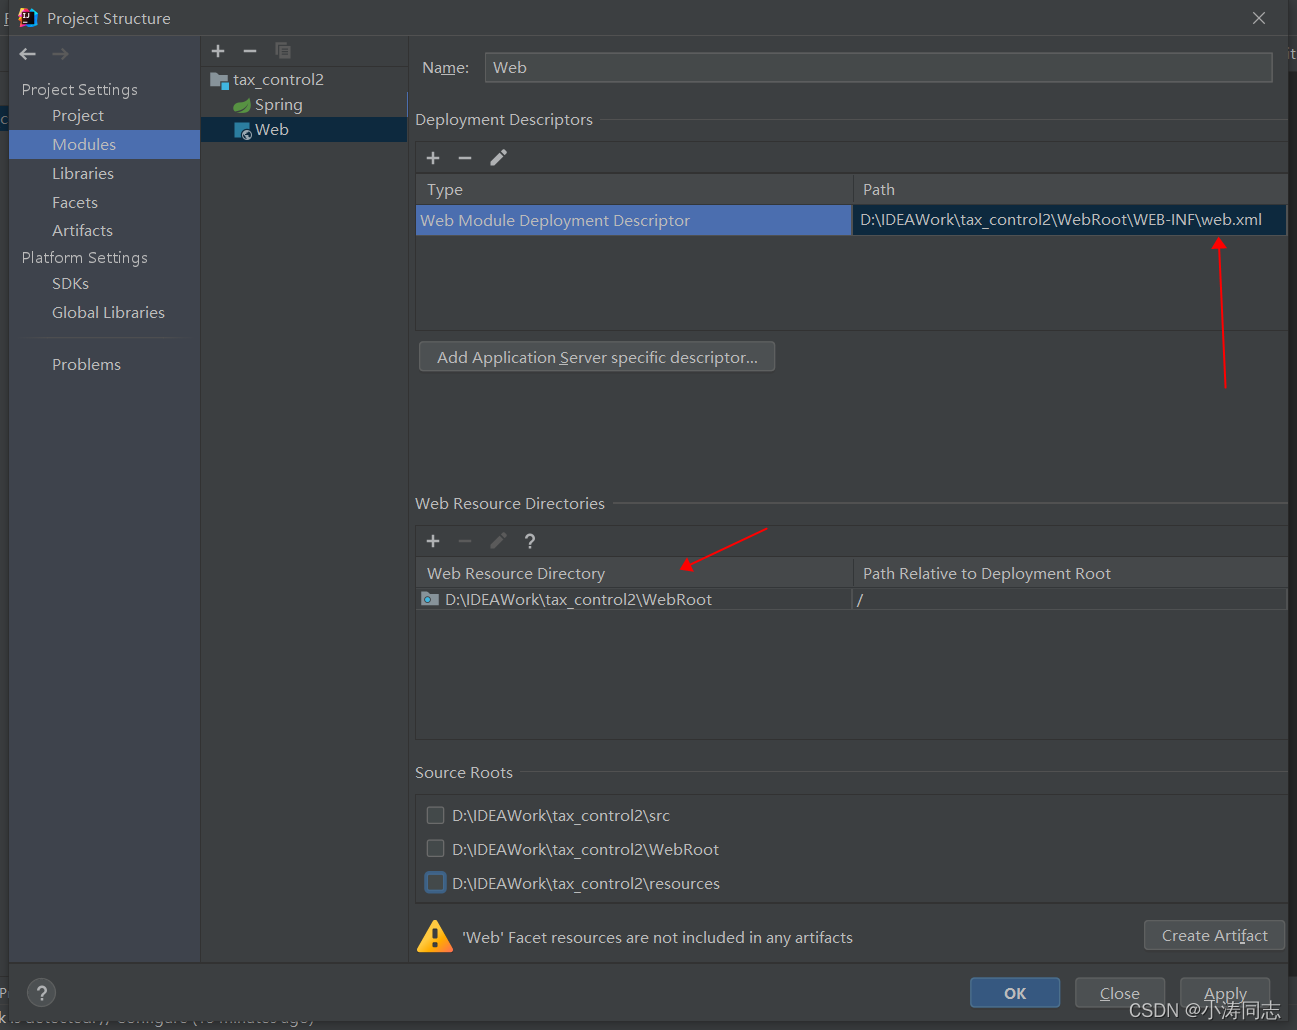 Project Structure
Project Settings
Project
Modules
Libraries
Facets
Artifacts
Platform Settings
SDKs
Global Libraries
Problems
tax_control2
Spring
Web
Name: Web
Deployment Descriptors
Type Path
Web Module Deployment Descriptor D:\IDEAWork\tax_control2\WebRoot\WEB-INF\web.xml
Add Application Server specific descriptor...
Web Resource Directories
?
Web Resource Directory Path Relative to Deployment Root
D:\IDEAWork\tax_control2\WebRoot /
Source Roots
D:\IDEAWork\tax_control2\src
D:\IDEAWork\tax_control2\WebRoot
D:\IDEAWork\tax_control2\resources
'Web' Facet resources are not included in any artifacts
Create Artifact
?
OK Close Apply
CSDN @小涛同志